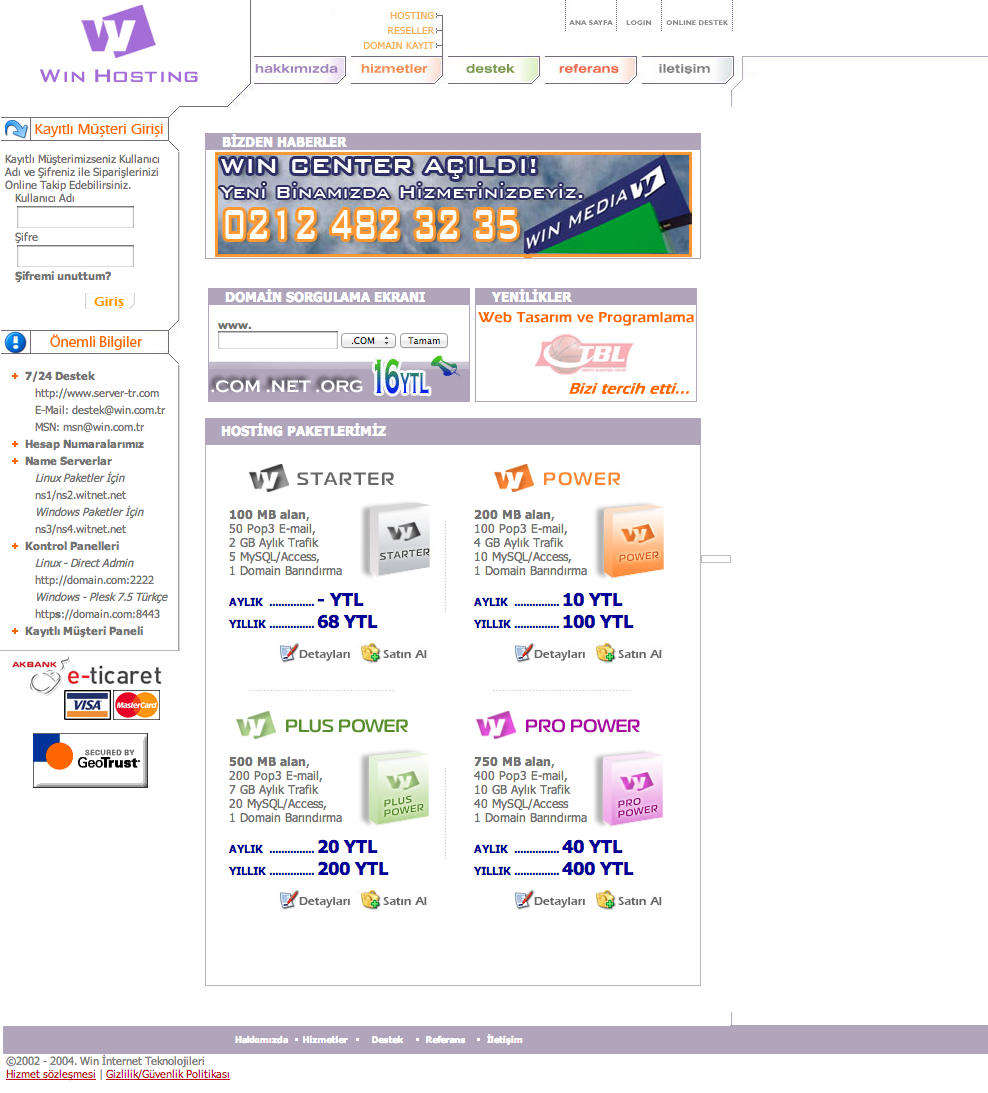 WIN HOSTING
HOSTING
RESELLER
DOMAIN KAYIT
ANA SAYFA
LOGIN
ONLINE DESTEK
hakkımızda
hizmetler
destek
referans
iletişim
Kayıtlı Müşteri Girişi
Kayıtlı Müşterimizseniz Kullanıcı
Adı ve Şifreniz ile Siparişlerinizi
Online Takip Edebilirsiniz.
Kullanıcı Adı
Şifre
Şifremi unuttum?
Giriş
Önemli Bilgiler
7/24 Destek
http://www.server-tr.com
E-Mail: destek@win.com.tr
MSN: msn@win.com.tr
Hesap Numaralarımız
Name Serverlar
Linux Paketler İçin
ns1/ns2.witnet.net
Windows Paketler İçin
ns3/ns4.witnet.net
Kontrol Panelleri
Linux - Direct Admin
http://domain.com:2222
Windows - Plesk 7.5 Türkçe
https://domain.com:8443
Kayıtlı Müşteri Paneli
AKBANK
e-ticaret
VISA
MasterCard
SECURED BY
GeoTrust
BİZDEN HABERLER
WIN CENTER AÇILDI!
YENİ BİNAMIZDA HİZMETİNİZDEYİZ.
0212 482 32 35
WIN MEDIA W
DOMAİN SORGULAMA EKRANI
www.
.COM
Tamam
.COM .NET .ORG 16YTL
YENİLİKLER
Web Tasarım ve Programlama
TBL
Bizi tercih etti...
HOSTİNG PAKETLERİMİZ
STARTER
100 MB alan,
50 Pop3 E-mail,
2 GB Aylık Trafik
5 MySQL/Access,
1 Domain Barındırma
STARTER
AYLIK ............... - YTL
YILLIK ............... 68 YTL
Detayları
Satın Al
POWER
200 MB alan,
100 Pop3 E-mail,
4 GB Aylık Trafik
10 MySQL/Access,
1 Domain Barındırma
POWER
AYLIK ............... 10 YTL
YILLIK ............... 100 YTL
Detayları
Satın Al
PLUS POWER
500 MB alan,
200 Pop3 E-mail,
7 GB Aylık Trafik
20 MySQL/Access,
1 Domain Barındırma
PLUS
POWER
AYLIK ............... 20 YTL
YILLIK ............... 200 YTL
Detayları
Satın Al
PRO POWER
750 MB alan,
400 Pop3 E-mail,
10 GB Aylık Trafik
40 MySQL/Access
1 Domain Barındırma
PRO
POWER
AYLIK ............... 40 YTL
YILLIK ............... 400 YTL
Detayları
Satın Al
Hakkımızda ▪ Hizmetler ▪ Destek ▪ Referans ▪ İletişim
©2002 - 2004. Win İnternet Teknolojileri
Hizmet sözleşmesi | Gizlilik/Güvenlik Politikası